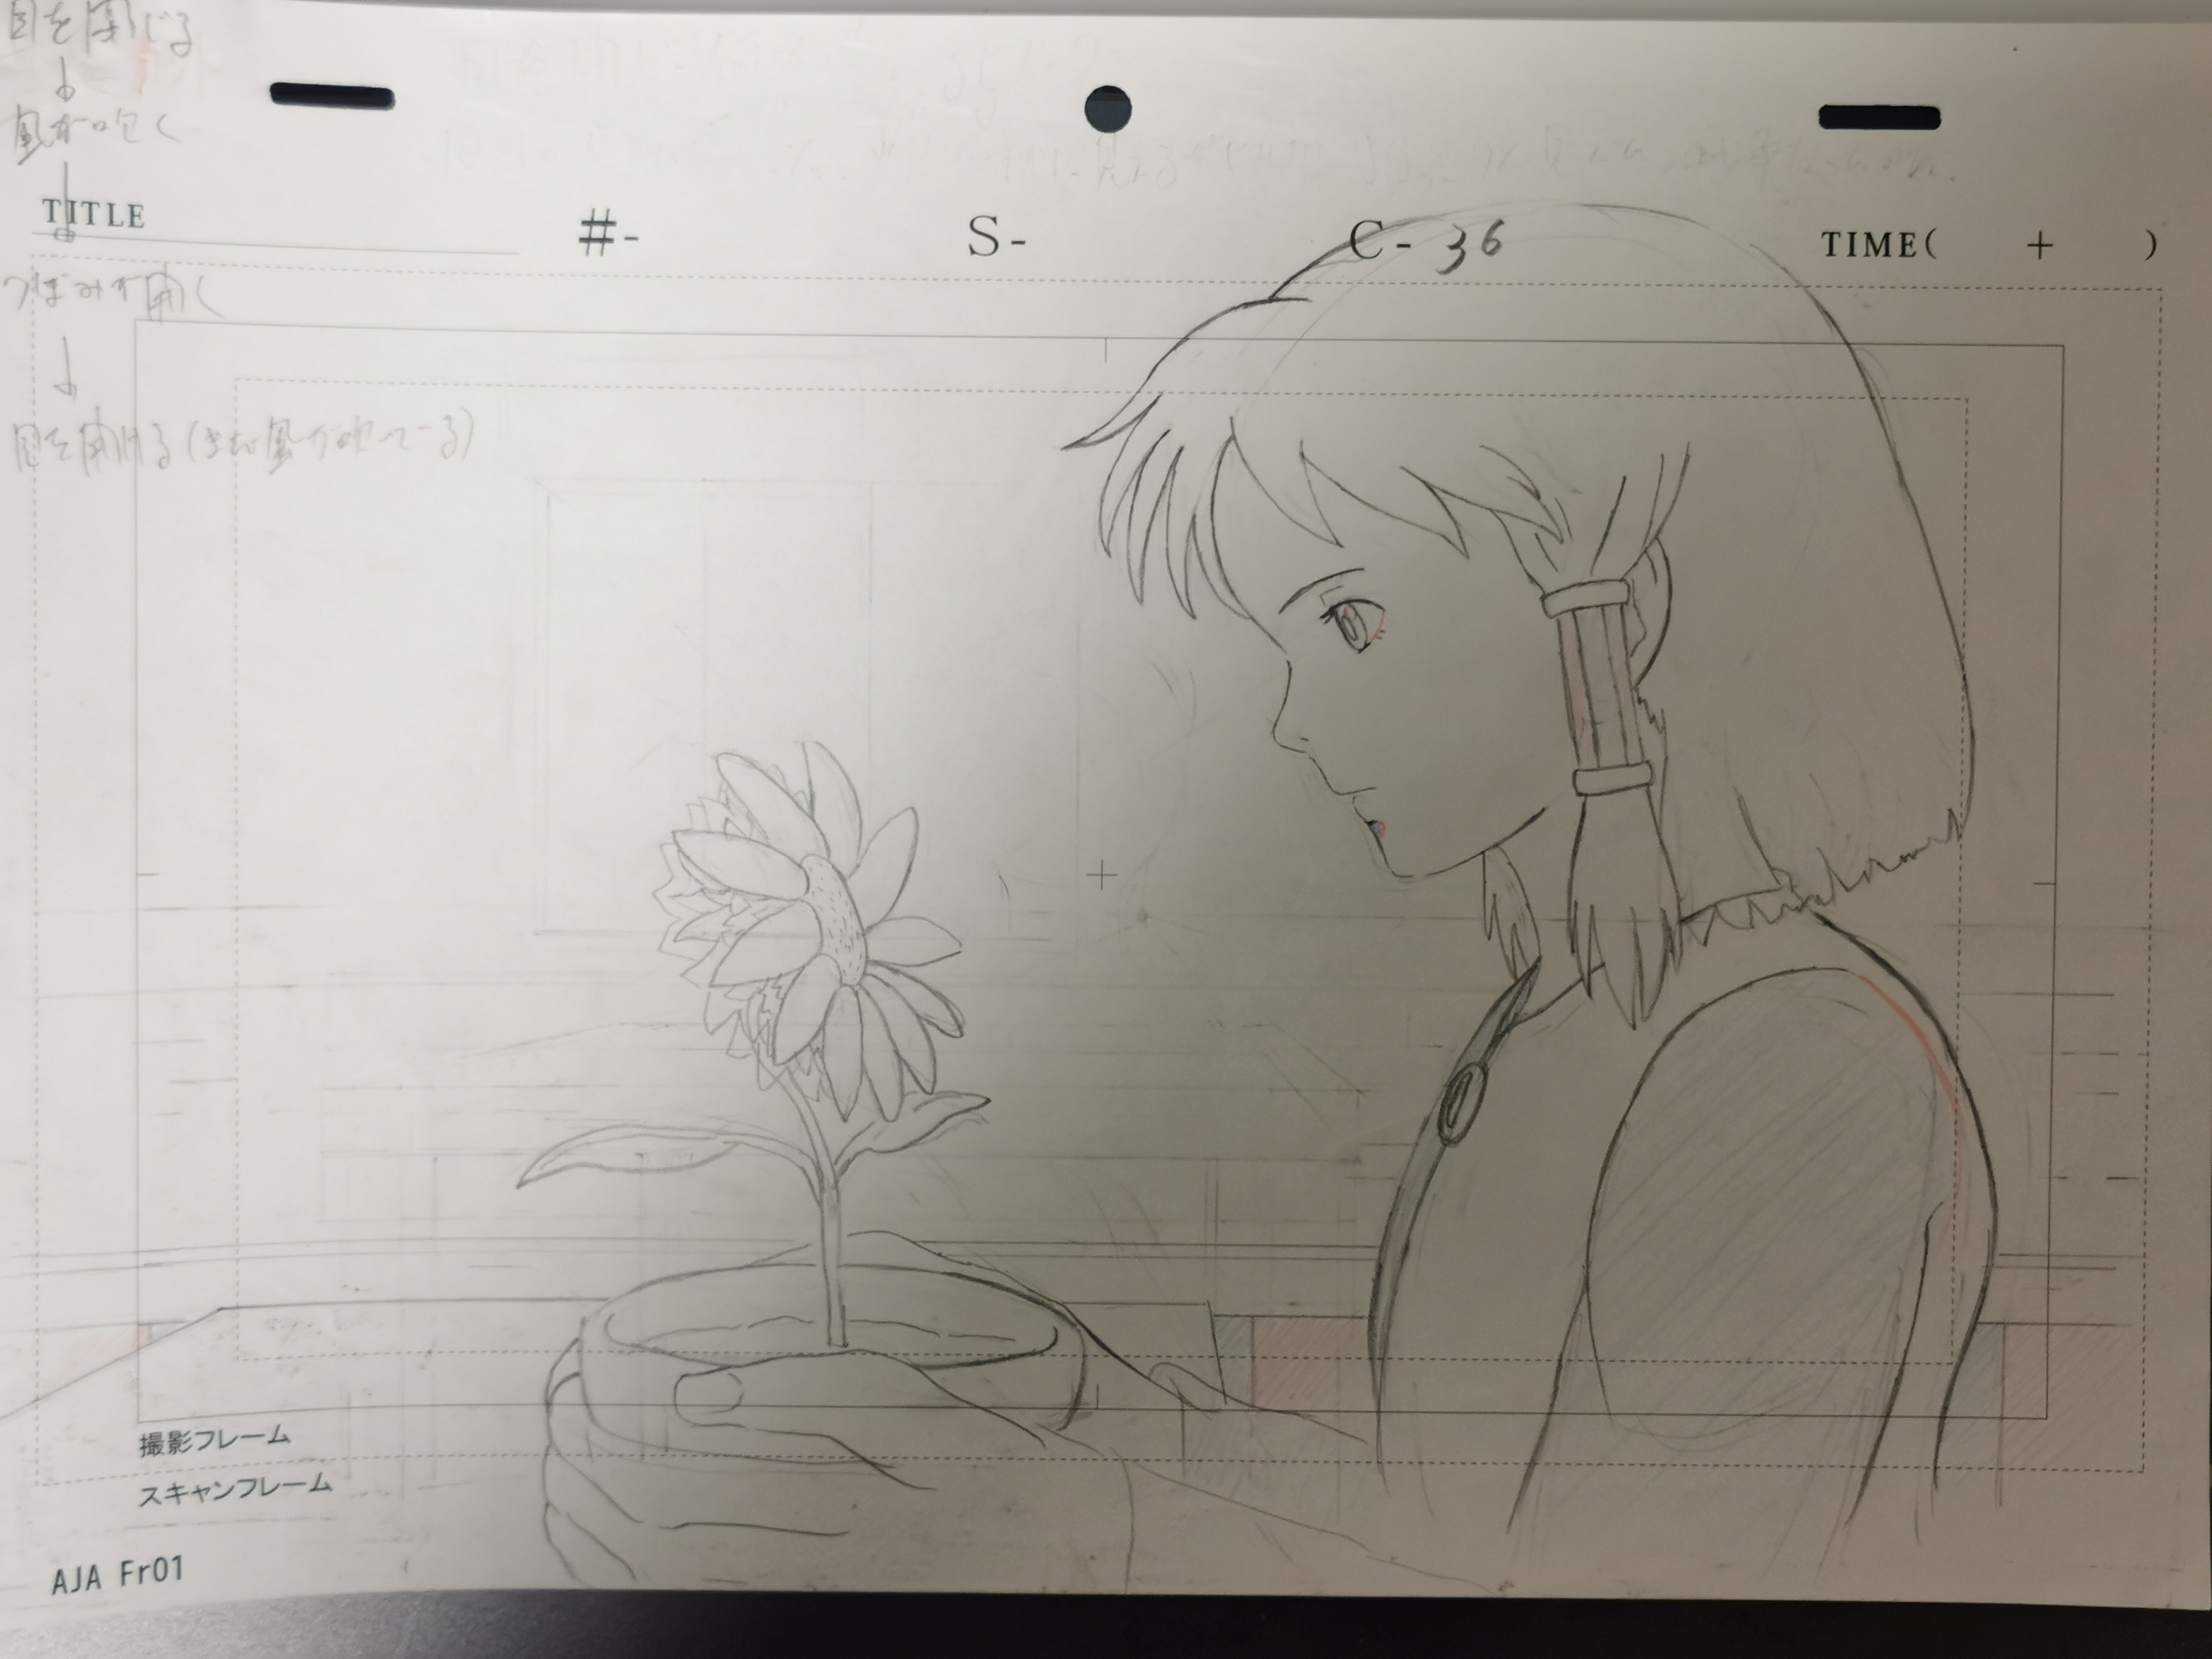 目を閉じる
↓
風が吹く
↓
TITLE #- S- C-36 TIME( + )
つぼみが開く
↓
目を開ける(まだ風が吹いてる)
撮影フレーム
スキャンフレーム
AJA Fr01